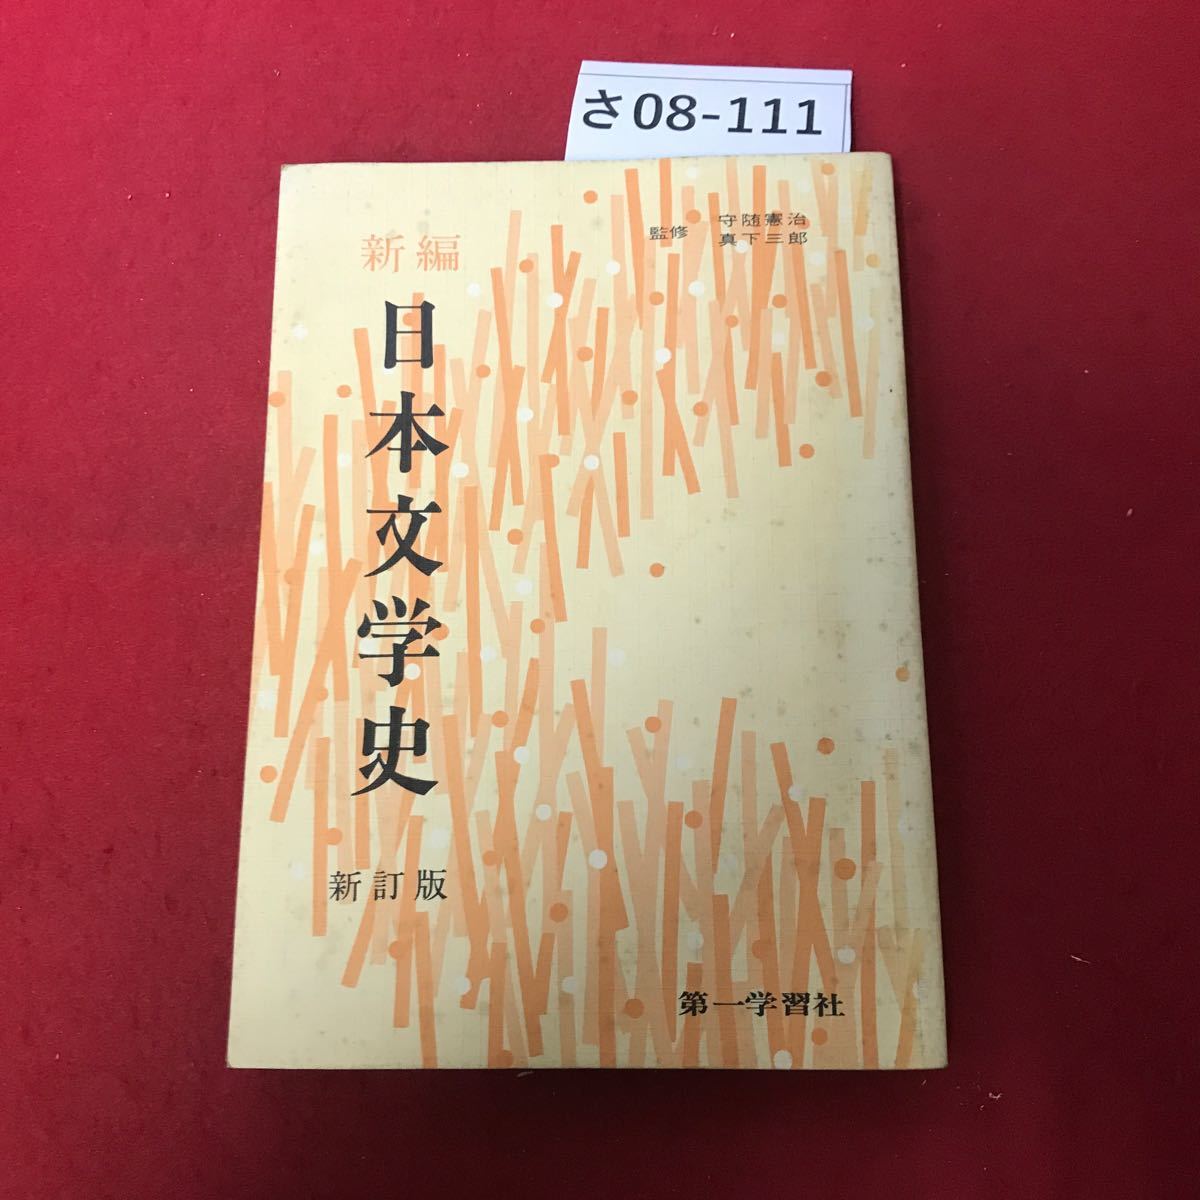 さ08-111
監修
守随憲治
真下三郎
新編
日本文学史
新訂版
第一学習社